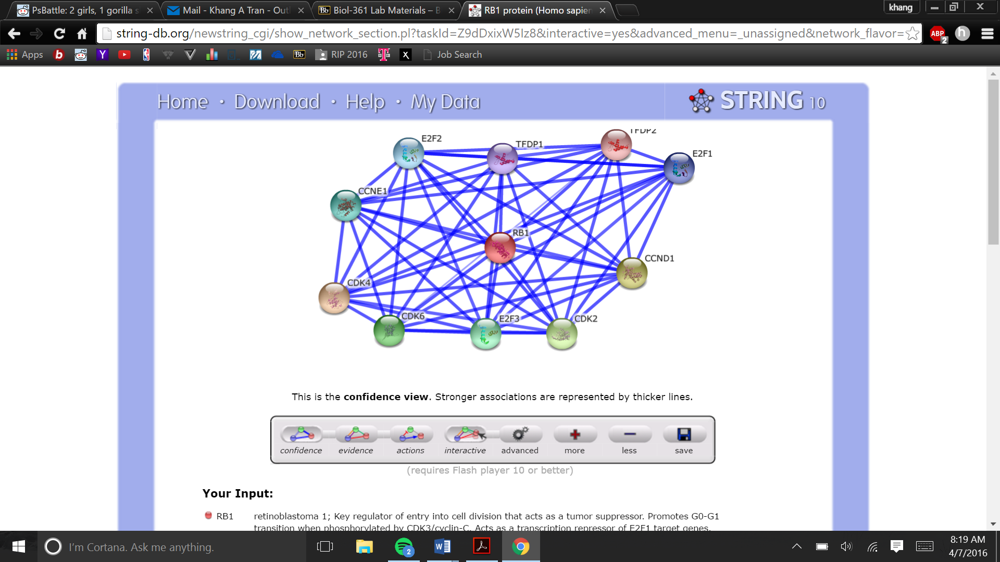 PsBattle: 2 girls, 1 gorilla s
Mail - Khang A Tran - Out
Bb Biol-361 Lab Materials – B
RB1 protein (Homo sapien
khang
string-db.org/newstring_cgi/show_network_section.pl?taskId=Z9dDxixW5Iz8&interactive=yes&advanced_menu=_unassigned&network_flavor=
ABP
2
h
Apps
b
Y
Bb
RIP 2016
T
X
Job Search
Home · Download · Help · My Data
STRING 10
E2F2
TFDP1
TFDP2
E2F1
CCNE1
RB1
CCND1
CDK4
CDK6
E2F3
CDK2
This is the confidence view. Stronger associations are represented by thicker lines.
confidence
evidence
actions
interactive
advanced
more
less
save
(requires Flash player 10 or better)
Your Input:
RB1 retinoblastoma 1; Key regulator of entry into cell division that acts as a tumor suppressor. Promotes G0-G1
transition when phosphorylated by CDK3/cyclin-C. Acts as a transcription repressor of E2F1 target genes.
I'm Cortana. Ask me anything.
2
W
8:19 AM
4/7/2016